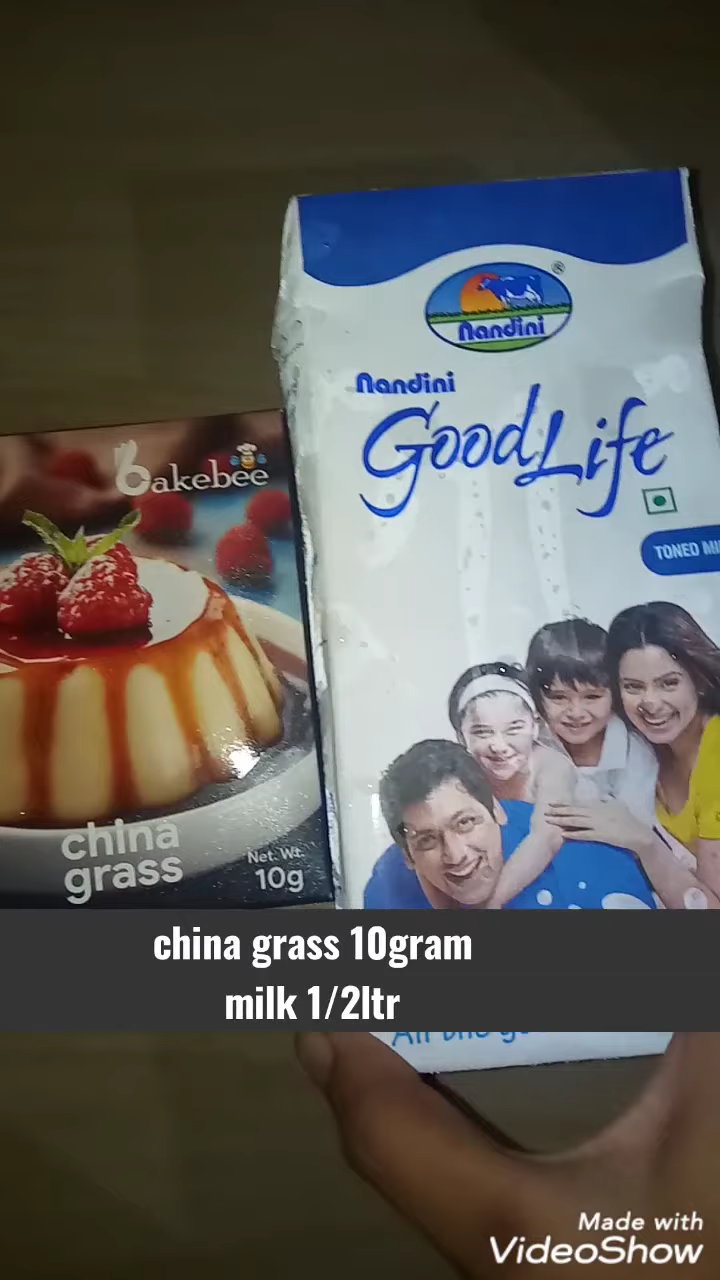 Nandini
®
Nandini
GoodLife
TONED
bakebee
china
grass
Net. Wt.
10g
china grass 10gram
milk 1/2ltr
Made with
VideoShow